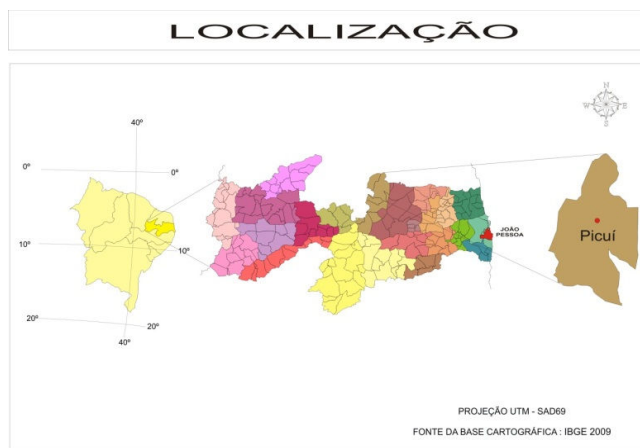 LOCALIZAÇÃO
N
W E
S
40º
0º
0º
10º
10º
20º
20º
40º
JOÃO
PESSOA
Picuí
PROJEÇÃO UTM - SAD69
FONTE DA BASE CARTOGRÁFICA : IBGE 2009